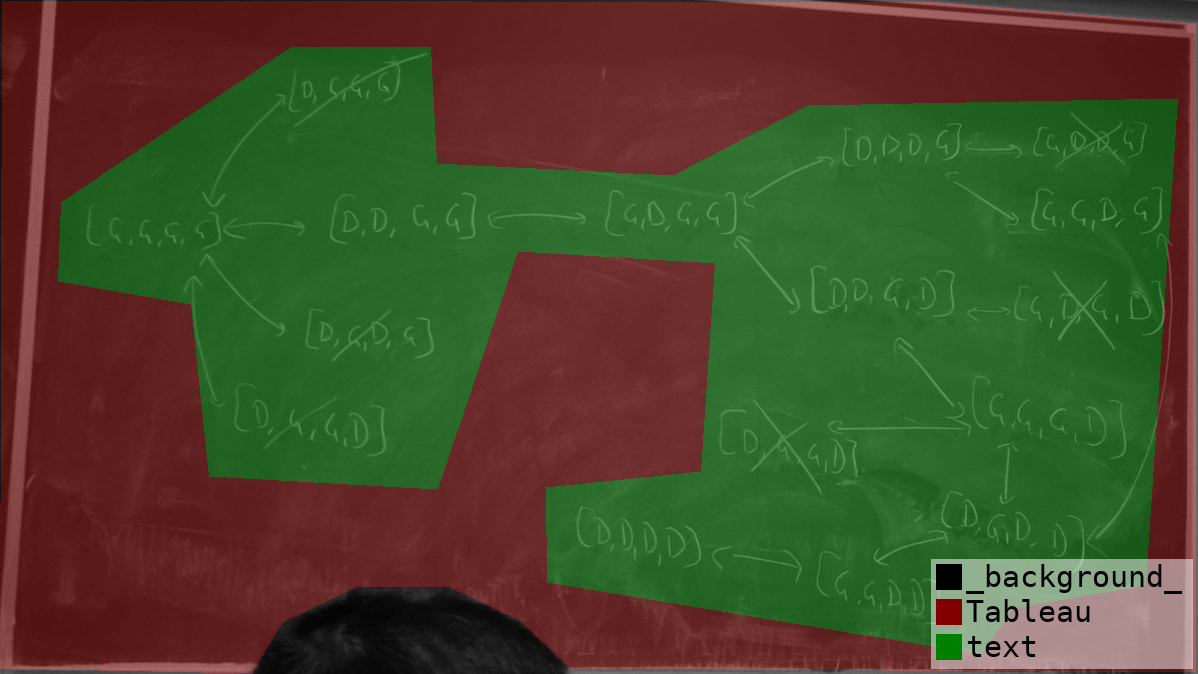 [D, G, G, G]
[D, D, D, G]
[G, D, D, G]
[G, G, G, G]
[D, D, G, G]
[G, D, G, G]
[G, G, D, G]
[D, D, G, D]
[G, D, G, D]
[D, G, D, G]
[D, G, G, D]
[G, G, G, D]
[D, G, G, D]
[D, G, D, D]
[D, D, D, D]
[G, G, D, D]
_background_
Tableau
text